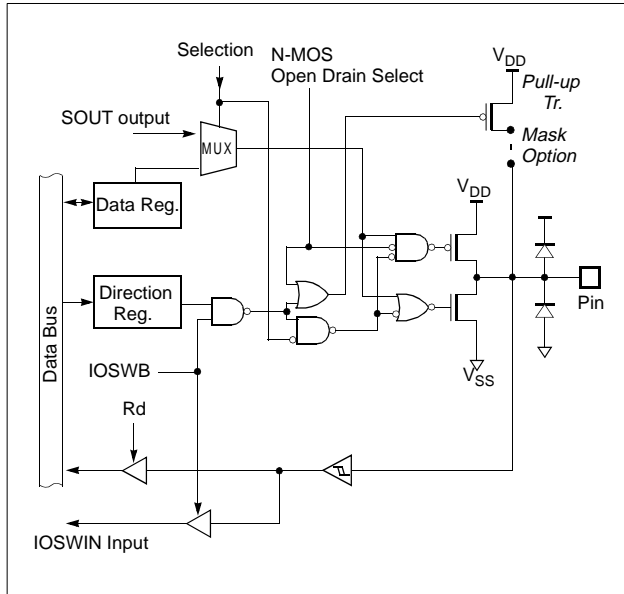 Selection
N-MOS
Open Drain Select
VDD
Pull-up
Tr.
SOUT output
MUX
Mask
Option
Data Reg.
VDD
Direction
Reg.
Pin
Data Bus
IOSWB
VSS
Rd
IOSWIN Input